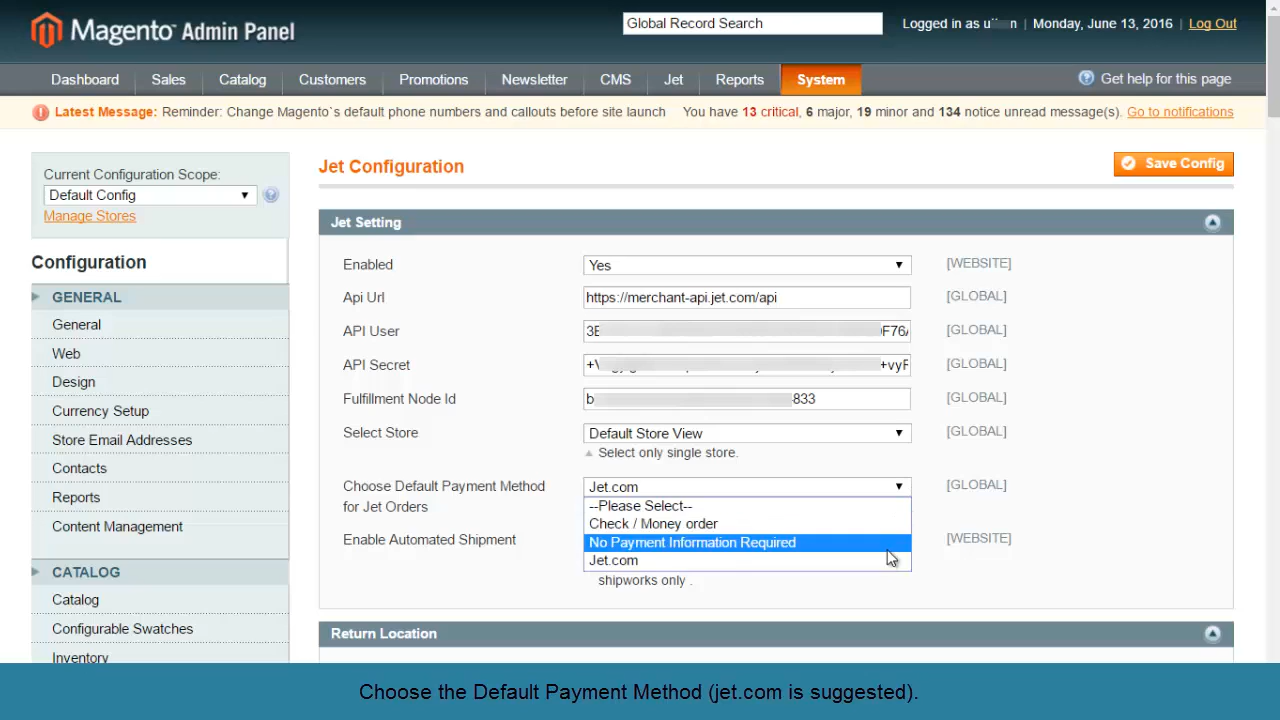 Magento™ Admin Panel
Global Record Search
Logged in as u n | Monday, June 13, 2016 | Log Out
Dashboard Sales Catalog Customers Promotions Newsletter CMS Jet Reports System Get help for this page
Latest Message: Reminder: Change Magento`s default phone numbers and callouts before site launch You have 13 critical, 6 major, 19 minor and 134 notice unread message(s). Go to notifications
Current Configuration Scope:
Default Config
Manage Stores
Configuration
GENERAL
General
Web
Design
Currency Setup
Store Email Addresses
Contacts
Reports
Content Management
CATALOG
Catalog
Configurable Swatches
Inventory
Jet Configuration
Save Config
Jet Setting
Enabled Yes [WEBSITE]
Api Url https://merchant-api.jet.com/api [GLOBAL]
API User [GLOBAL]
API Secret [GLOBAL]
Fulfillment Node Id b 833 [GLOBAL]
Select Store Default Store View [GLOBAL]
Select only single store.
Choose Default Payment Method Jet.com [GLOBAL]
for Jet Orders --Please Select--
Check / Money order
Enable Automated Shipment No Payment Information Required [WEBSITE]
Jet.com
shipworks only .
Return Location
Choose the Default Payment Method (jet.com is suggested).